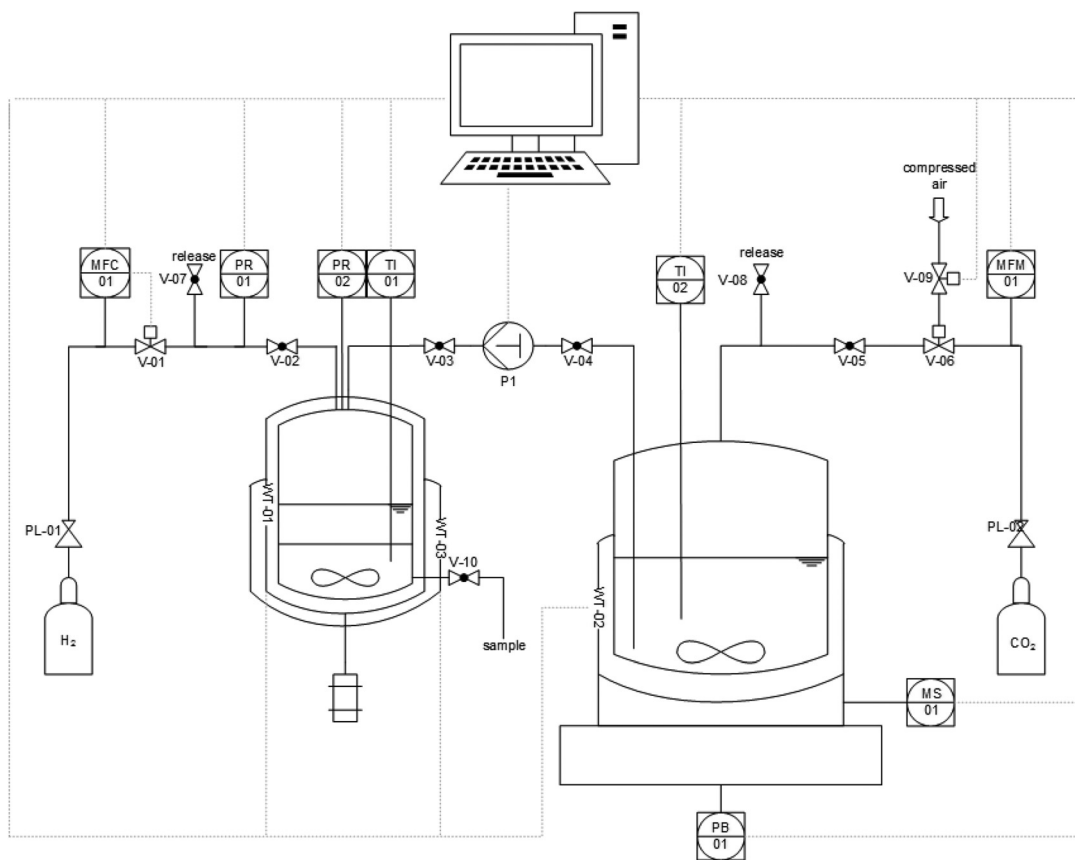 compressed
air
release
MFC
01
V-07
PR
01
PR
02
TI
01
TI
02
release
V-08
V-09
MFM
01
V-01
V-02
V-03
P1
V-04
V-05
V-06
PL-01
H₂
WT-01
WT-03
V-10
sample
WT-02
PL-02
CO₂
MS
01
PB
01